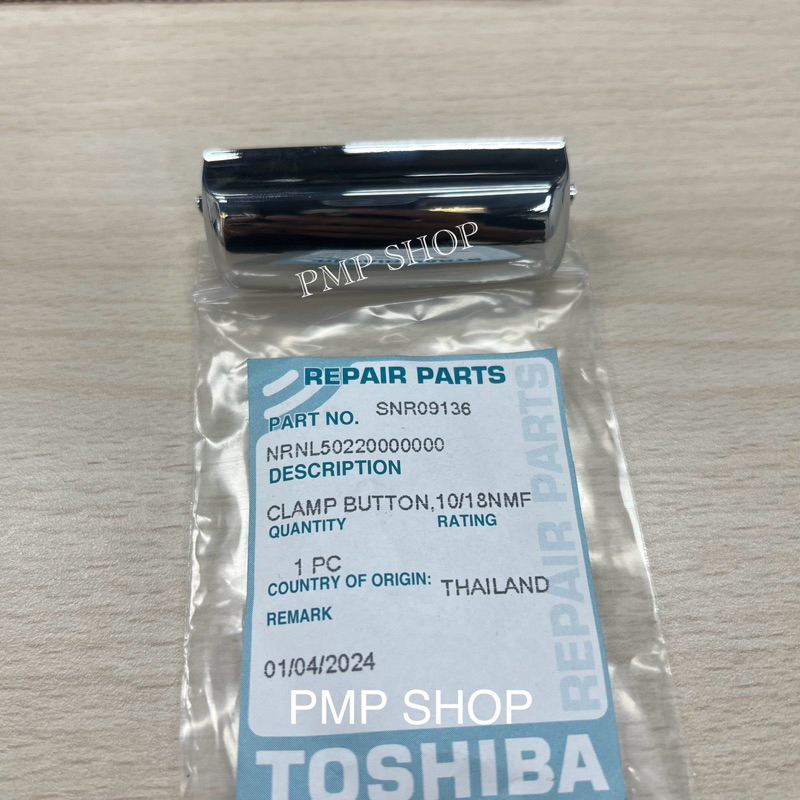 PMP SHOP
REPAIR PARTS
PART NO. SNR09136
NRNL50220000000
DESCRIPTION
CLAMP BUTTON,10/18NMF
QUANTITY RATING
1 PC
COUNTRY OF ORIGIN: THAILAND
REMARK
01/04/2024
PMP SHOP
TOSHIBA
REPAIR PARTS